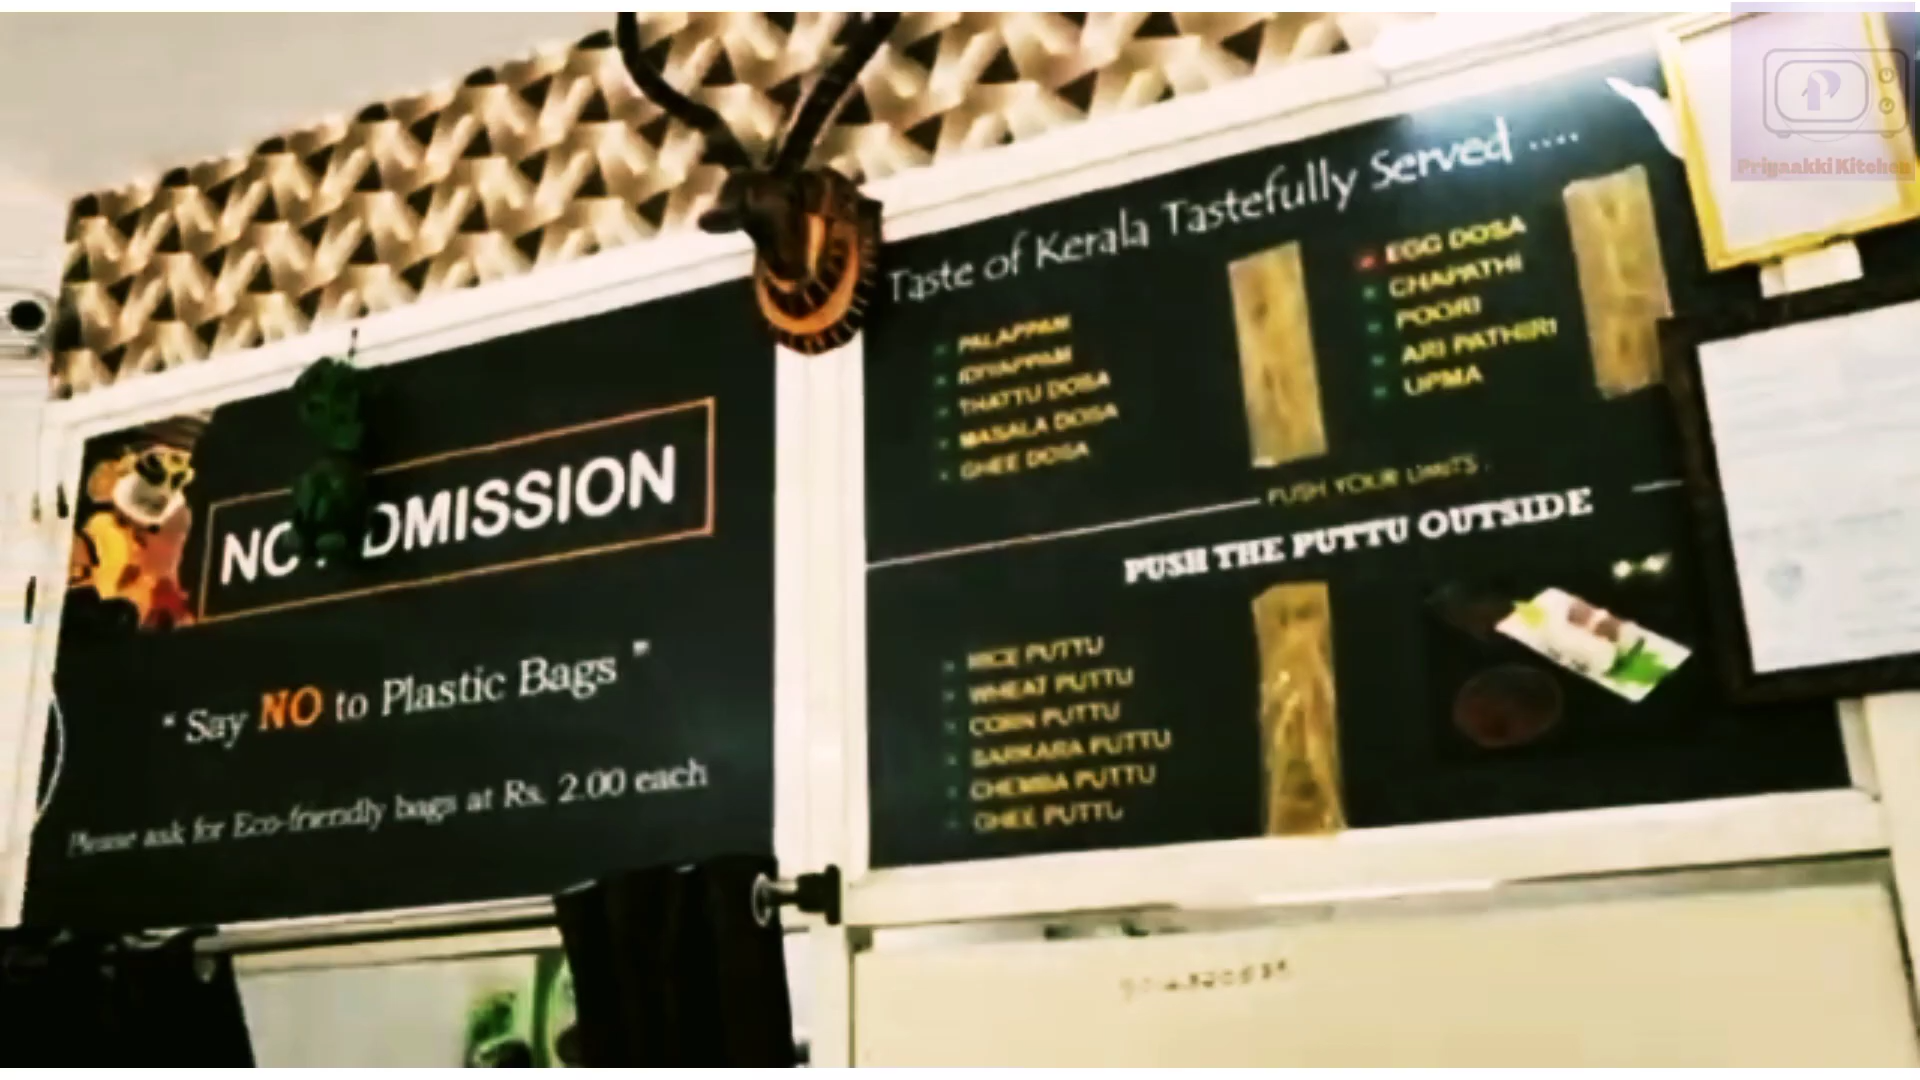 NO ADMISSION
“ Say NO to Plastic Bags ”
Please ask for Eco-friendly bags at Rs. 2.00 each
Taste of Kerala Tastefully Served ....
PALAPPAM
IDIYAPPAM
THATTU DOSA
MASALA DOSA
GHEE DOSA
EGG DOSA
CHAPATHI
POORI
ARI PATHIRI
UPMA
PUSH YOUR LIMITS.
PUSH THE PUTTU OUTSIDE
RICE PUTTU
WHEAT PUTTU
CORN PUTTU
SARKARA PUTTU
CHEMBA PUTTU
GHEE PUTTU
Priyaakki Kitchen